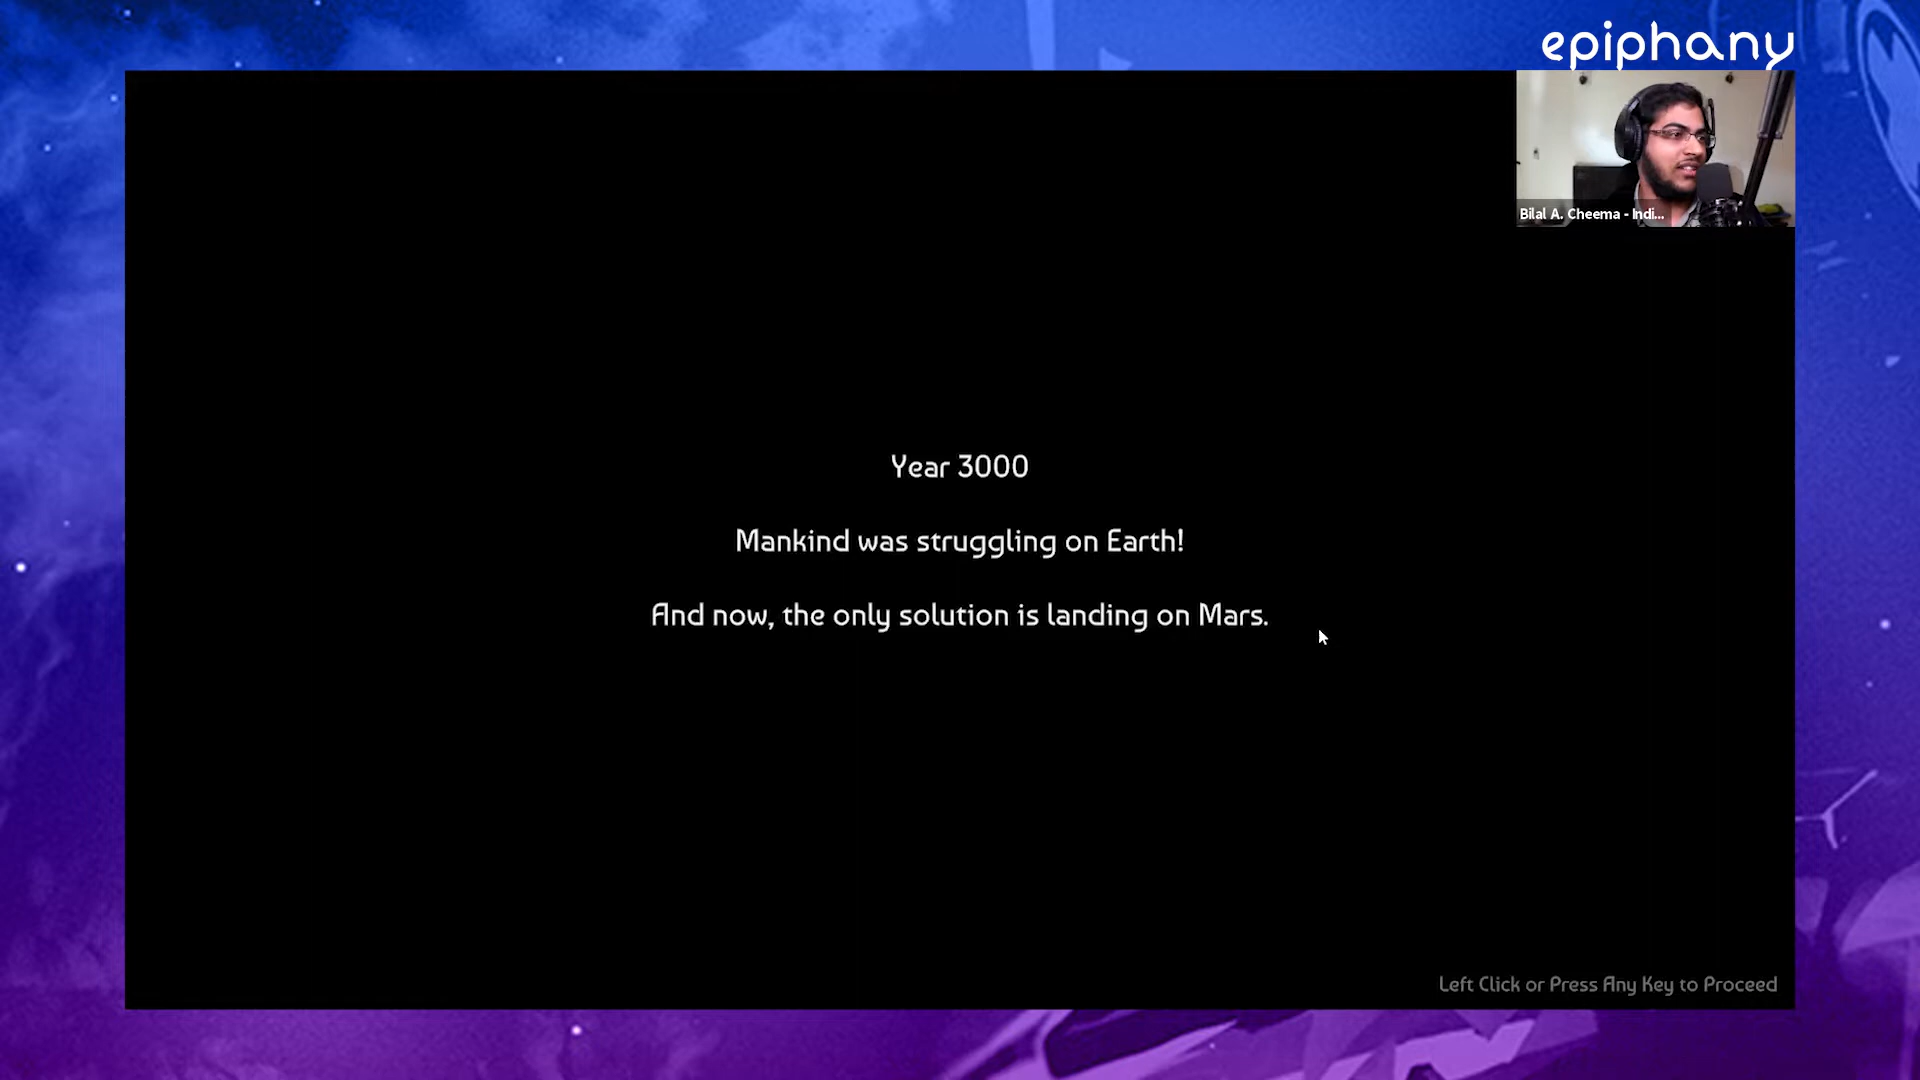 epiphany
Bilal A. Cheema - Indi...
Year 3000
Mankind was struggling on Earth!
And now, the only solution is landing on Mars.
Left Click or Press Any Key to Proceed